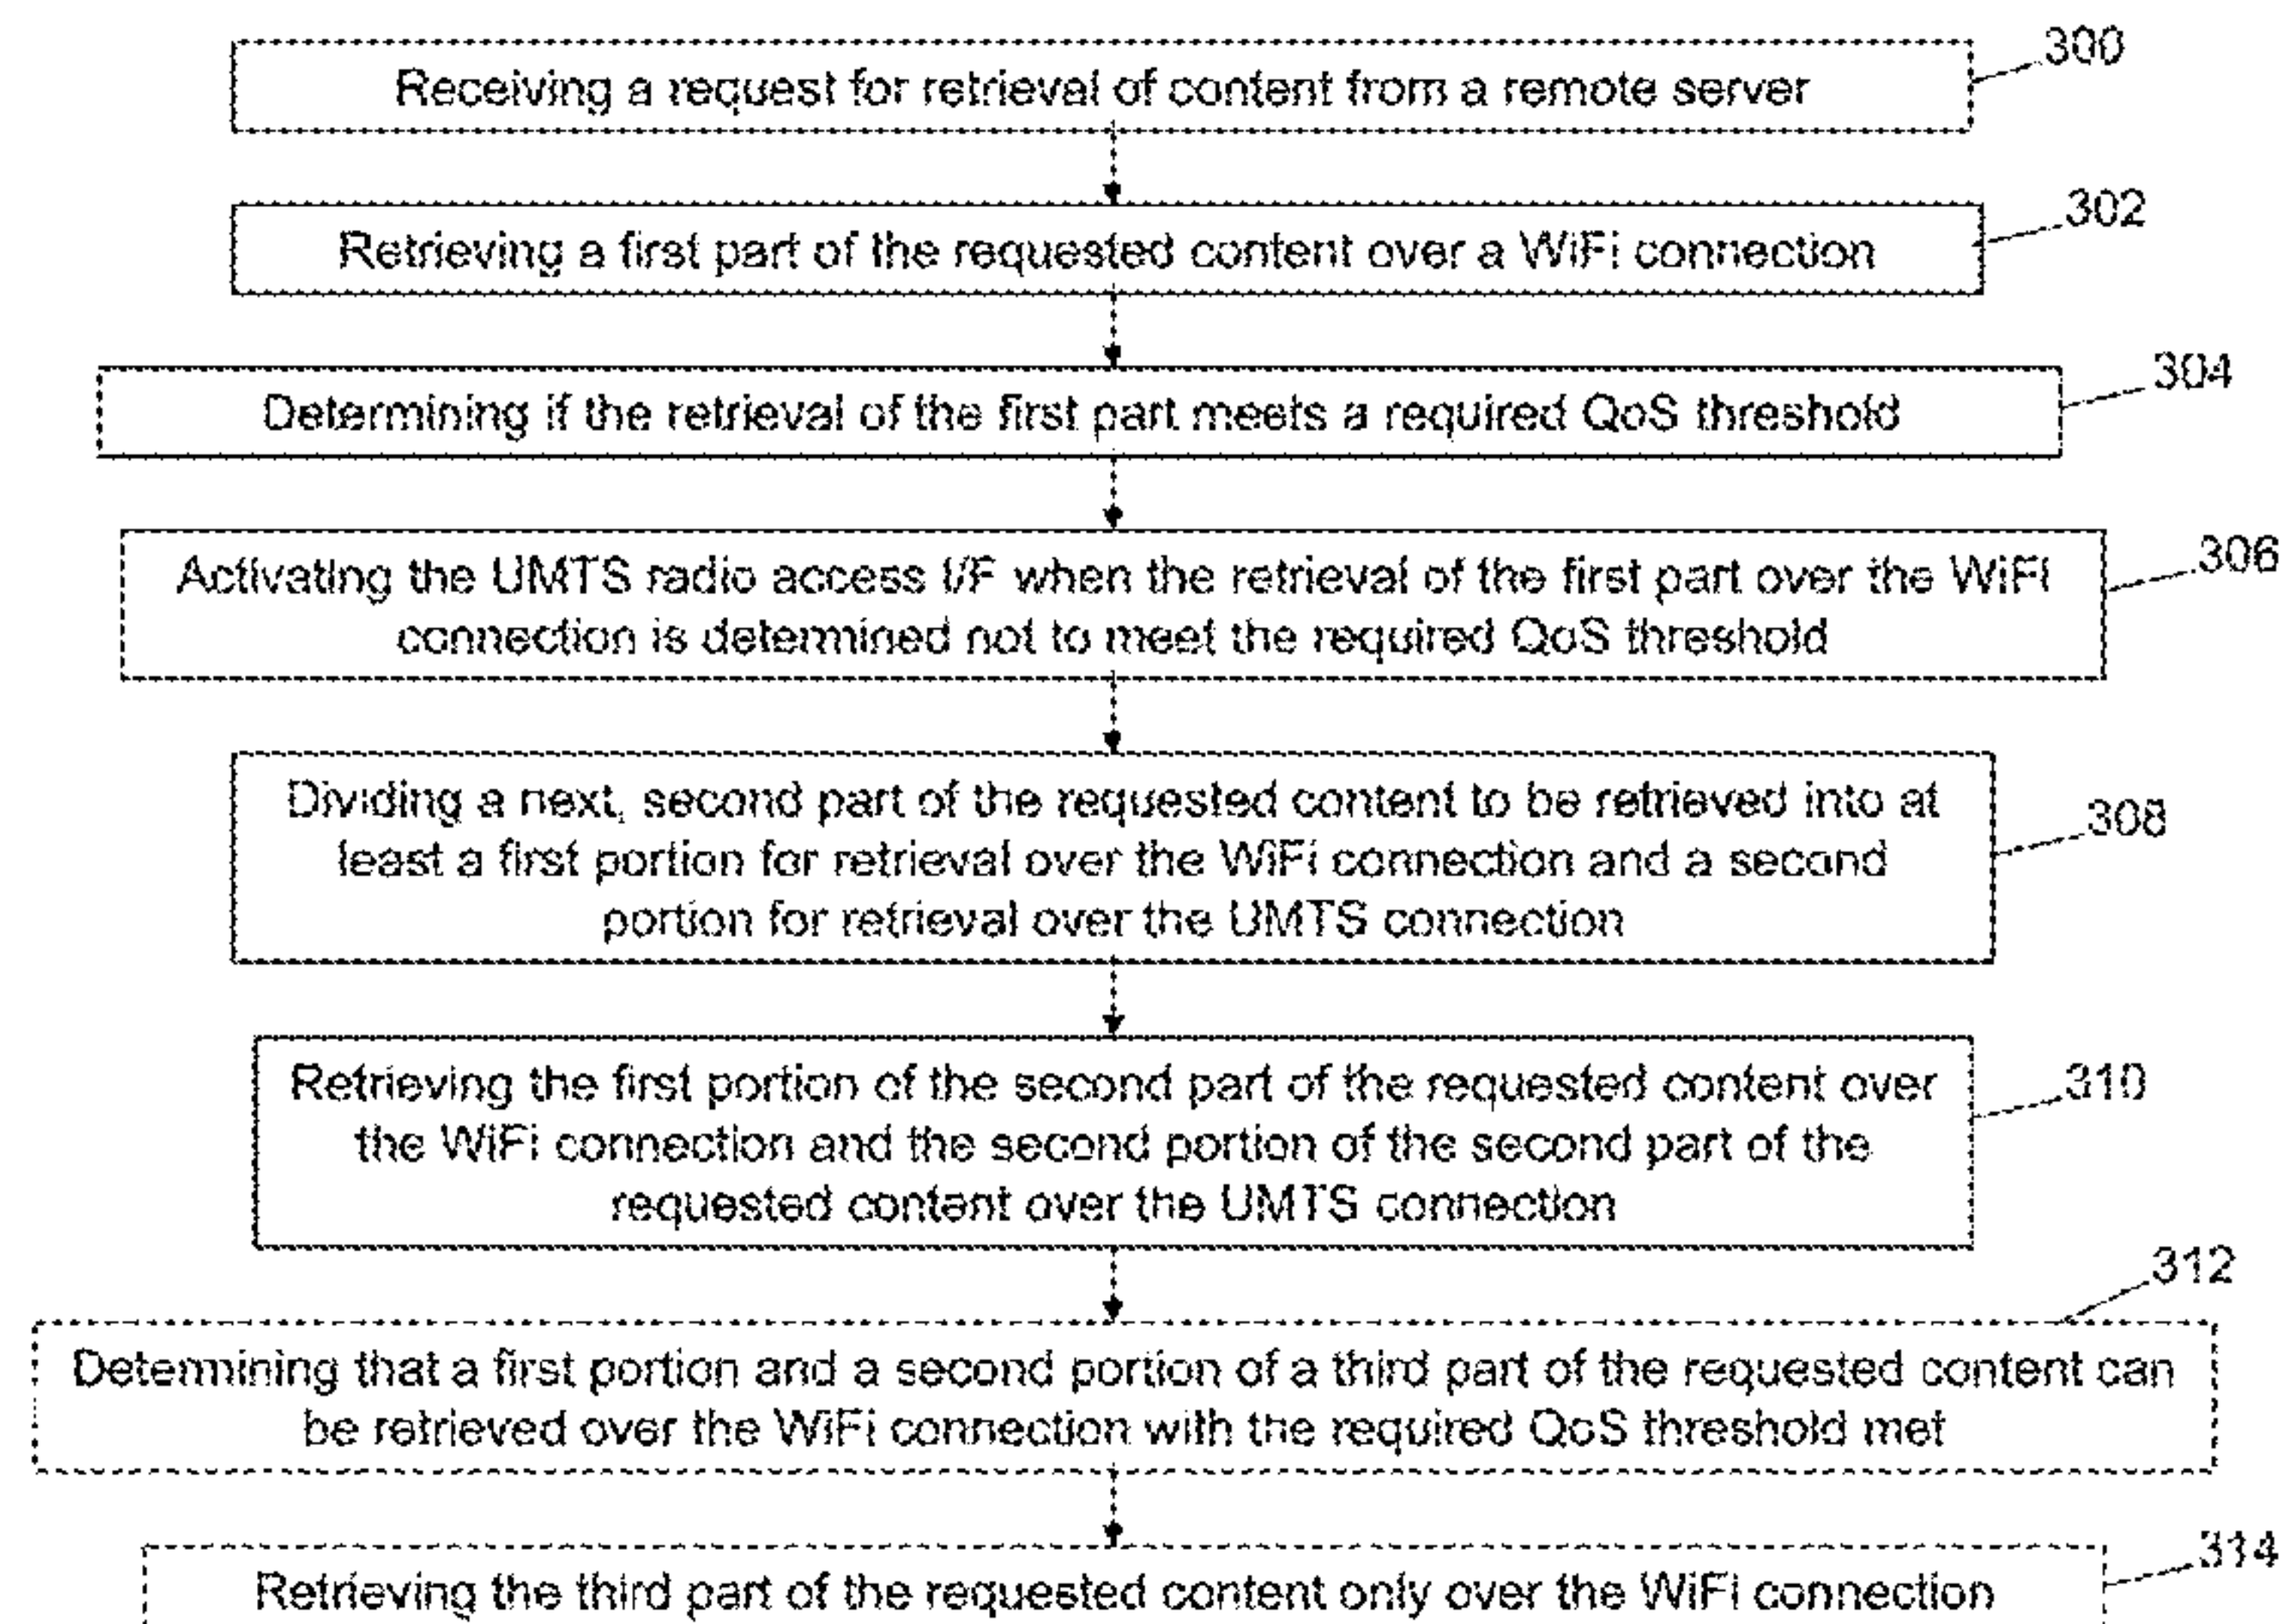 300
Receiving a request for retrieval of content from a remote server
302
Retrieving a first part of the requested content over a WiFi connection
304
Determining if the retrieval of the first part meets a required QoS threshold
306
Activating the UMTS radio access I/F when the retrieval of the first part over the WiFi
connection is determined not to meet the required QoS threshold
308
Dividing a next, second part of the requested content to be retrieved into at
least a first portion for retrieval over the WiFi connection and a second
portion for retrieval over the UMTS connection
310
Retrieving the first portion of the second part of the requested content over
the WiFi connection and the second portion of the second part of the
requested content over the UMTS connection
312
Determining that a first portion and a second portion of a third part of the requested content can
be retrieved over the WiFi connection with the required QoS threshold met
314
Retrieving the third part of the requested content only over the WiFi connection